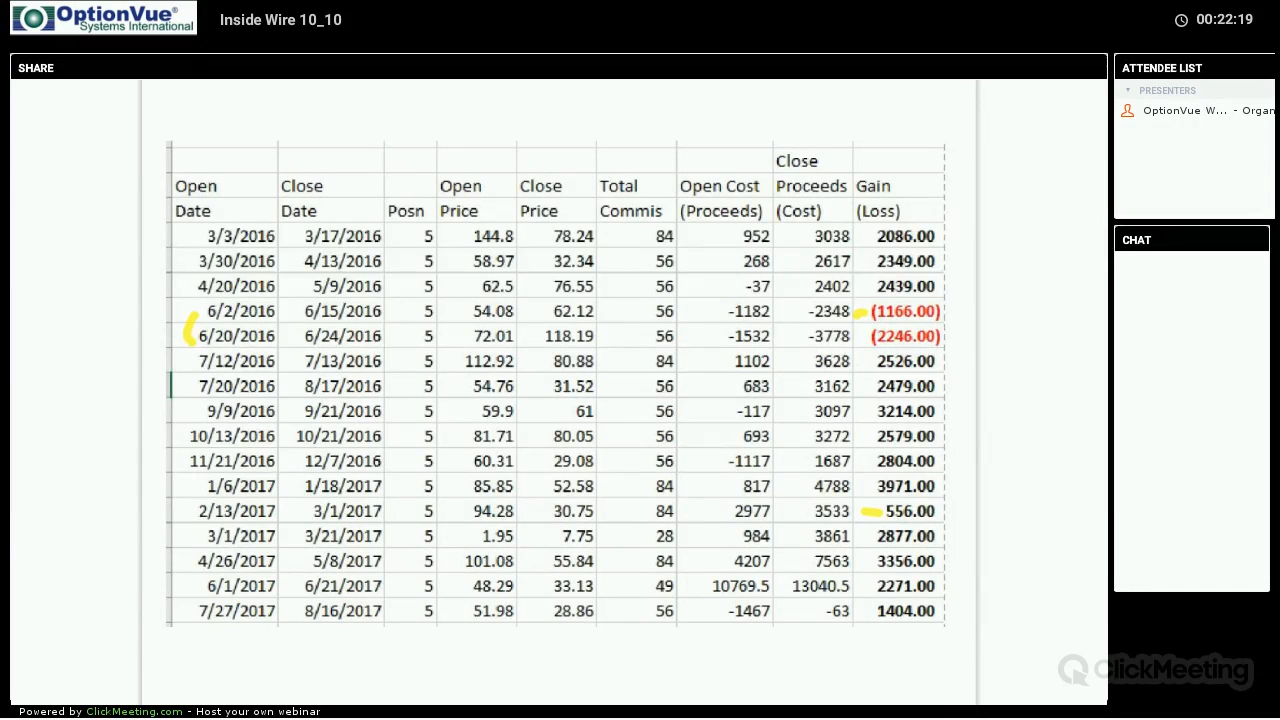 OptionVue
Systems International
Inside Wire 10_10
00:22:19
SHARE
Close
Open Close Open Close Total Open Cost Proceeds Gain
Date Date Posn Price Price Commis (Proceeds) (Cost) (Loss)
3/3/2016 3/17/2016 5 144.8 78.24 84 952 3038 2086.00
3/30/2016 4/13/2016 5 58.97 32.34 56 268 2617 2349.00
4/20/2016 5/9/2016 5 62.5 76.55 56 -37 2402 2439.00
6/2/2016 6/15/2016 5 54.08 62.12 56 -1182 -2348 (1166.00)
6/20/2016 6/24/2016 5 72.01 118.19 56 -1532 -3778 (2246.00)
7/12/2016 7/13/2016 5 112.92 80.88 84 1102 3628 2526.00
7/20/2016 8/17/2016 5 54.76 31.52 56 683 3162 2479.00
9/9/2016 9/21/2016 5 59.9 61 56 -117 3097 3214.00
10/13/2016 10/21/2016 5 81.71 80.05 56 693 3272 2579.00
11/21/2016 12/7/2016 5 60.31 29.08 56 -1117 1687 2804.00
1/6/2017 1/18/2017 5 85.85 52.58 84 817 4788 3971.00
2/13/2017 3/1/2017 5 94.28 30.75 84 2977 3533 556.00
3/1/2017 3/21/2017 5 1.95 7.75 28 984 3861 2877.00
4/26/2017 5/8/2017 5 101.08 55.84 84 4207 7563 3356.00
6/1/2017 6/21/2017 5 48.29 33.13 49 10769.5 13040.5 2271.00
7/27/2017 8/16/2017 5 51.98 28.86 56 -1467 -63 1404.00
ATTENDEE LIST
PRESENTERS
OptionVue W... - Organ
CHAT
ClickMeeting
Powered by ClickMeeting.com - Host your own webinar